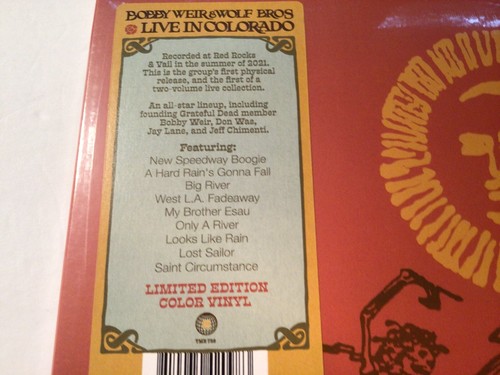 BOBBY WEIR & WOLF BROS
LIVE IN COLORADO
Recorded at Red Rocks
& Vail in the summer of 2021.
This is the group's first physical
release, and the first of a
two-volume live collection.
An all-star lineup, including
founding Grateful Dead member
Bobby Weir, Don Was,
Jay Lane, and Jeff Chimenti.
Featuring:
New Speedway Boogie
A Hard Rain's Gonna Fall
Big River
West L.A. Fadeaway
My Brother Esau
Only A River
Looks Like Rain
Lost Sailor
Saint Circumstance
LIMITED EDITION
COLOR VINYL